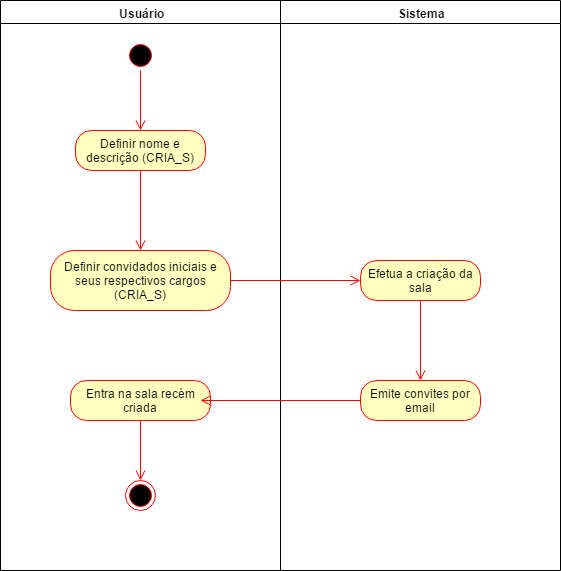 Usuário
Sistema
Definir nome e
descrição (CRIA_S)
Definir convidados iniciais e
seus respectivos cargos
(CRIA_S)
Efetua a criação da
sala
Emite convites por
email
Entra na sala recém
criada